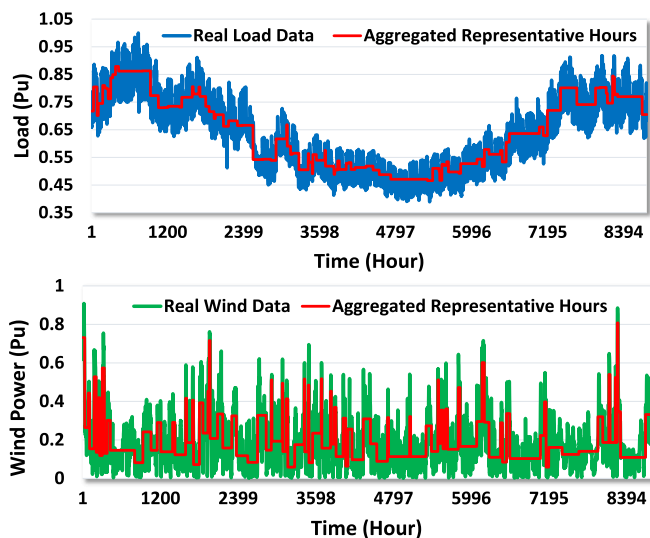 1.05
Real Load Data Aggregated Representative Hours
0.95
0.85
0.75
0.65
0.55
0.45
0.35
Load (Pu)
1 1200 2399 3598 4797 5996 7195 8394
Time (Hour)
1
Real Wind Data Aggregated Representative Hours
0.8
0.6
0.4
0.2
0
Wind Power (Pu)
1 1200 2399 3598 4797 5996 7195 8394
Time (Hour)